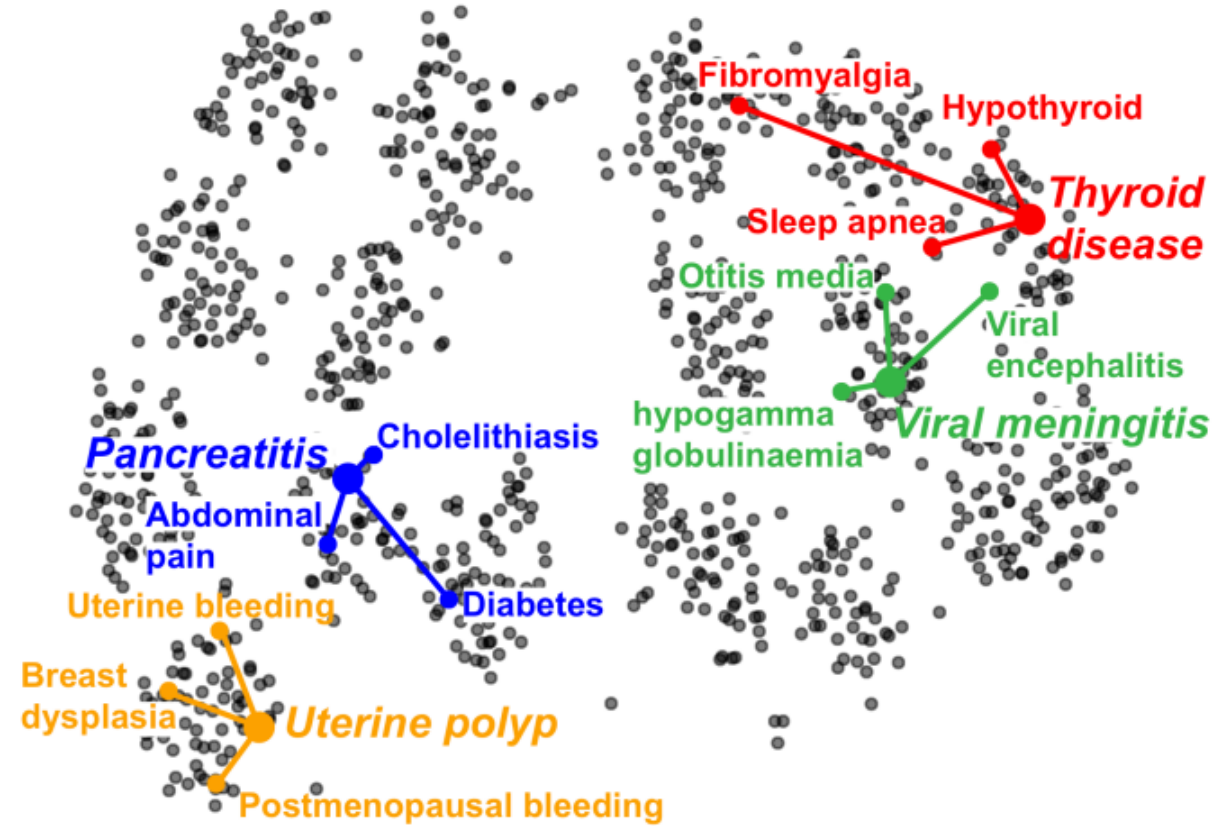 Fibromyalgia
Hypothyroid
Thyroid
disease
Sleep apnea
Otitis media
Viral
encephalitis
hypogamma
globulinaemia
Viral meningitis
Cholelithiasis
Pancreatitis
Abdominal
pain
Diabetes
Uterine bleeding
Breast
dysplasia
Uterine polyp
Postmenopausal bleeding